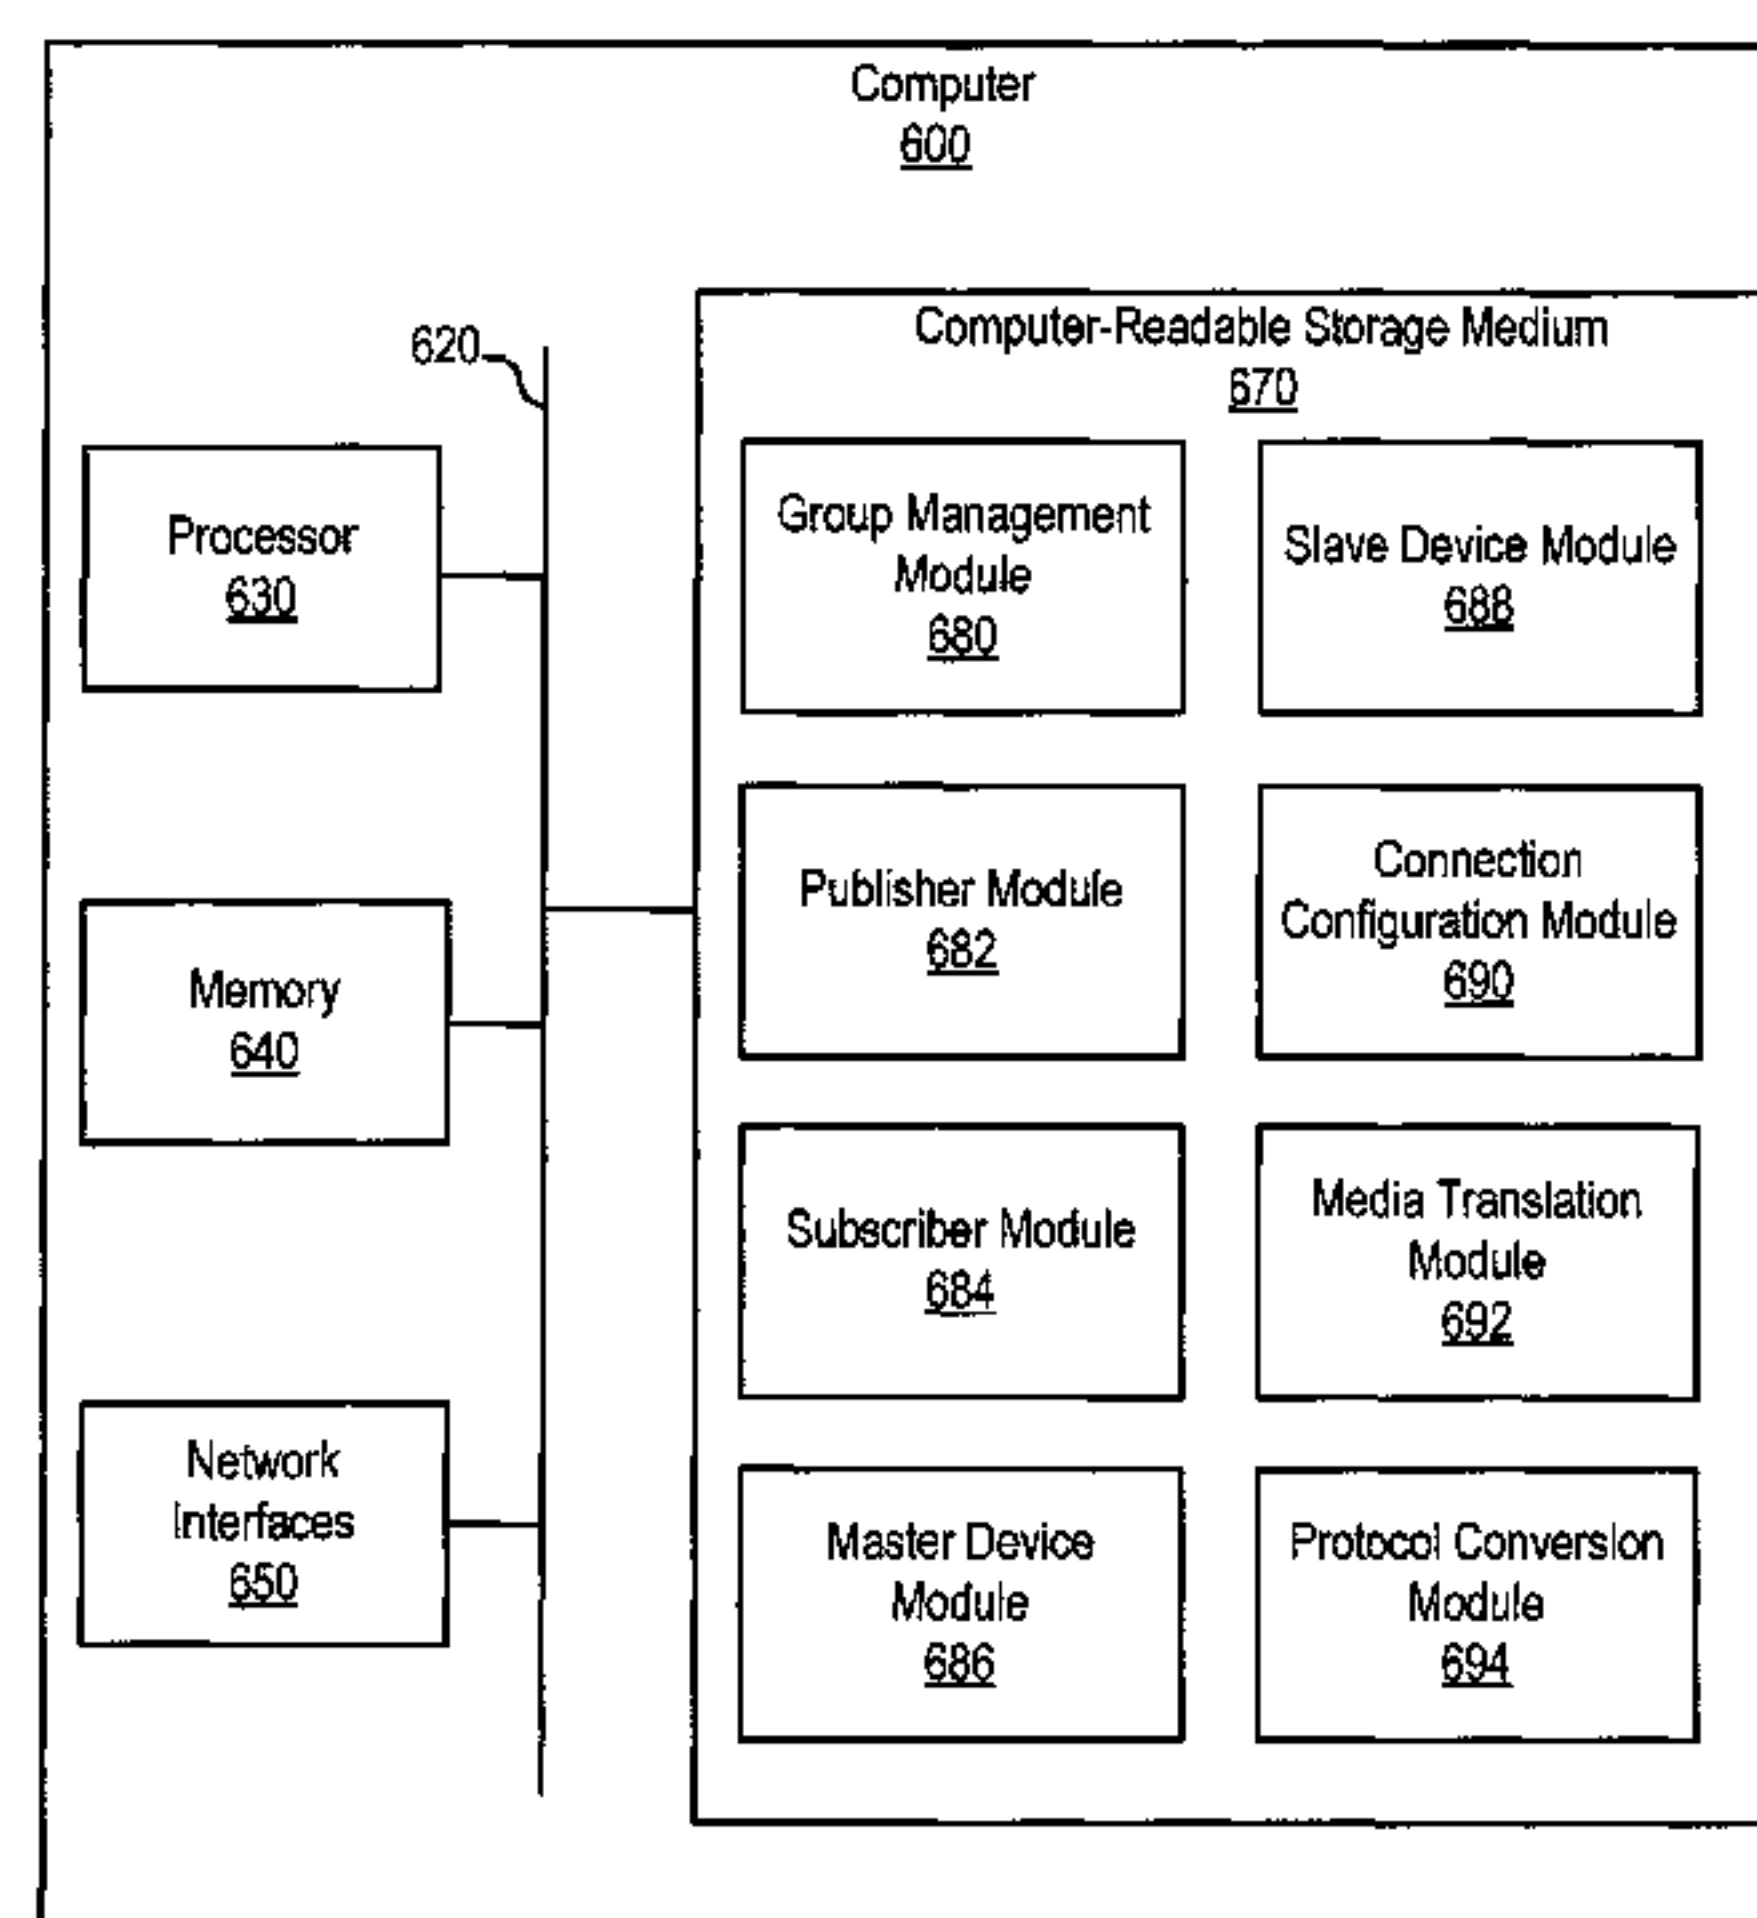 Computer
600
620
Processor
630
Memory
640
Network
Interfaces
650
Computer-Readable Storage Medium
670
Group Management
Module
680
Slave Device Module
688
Publisher Module
682
Connection
Configuration Module
690
Subscriber Module
684
Media Translation
Module
692
Master Device
Module
686
Protocol Conversion
Module
694